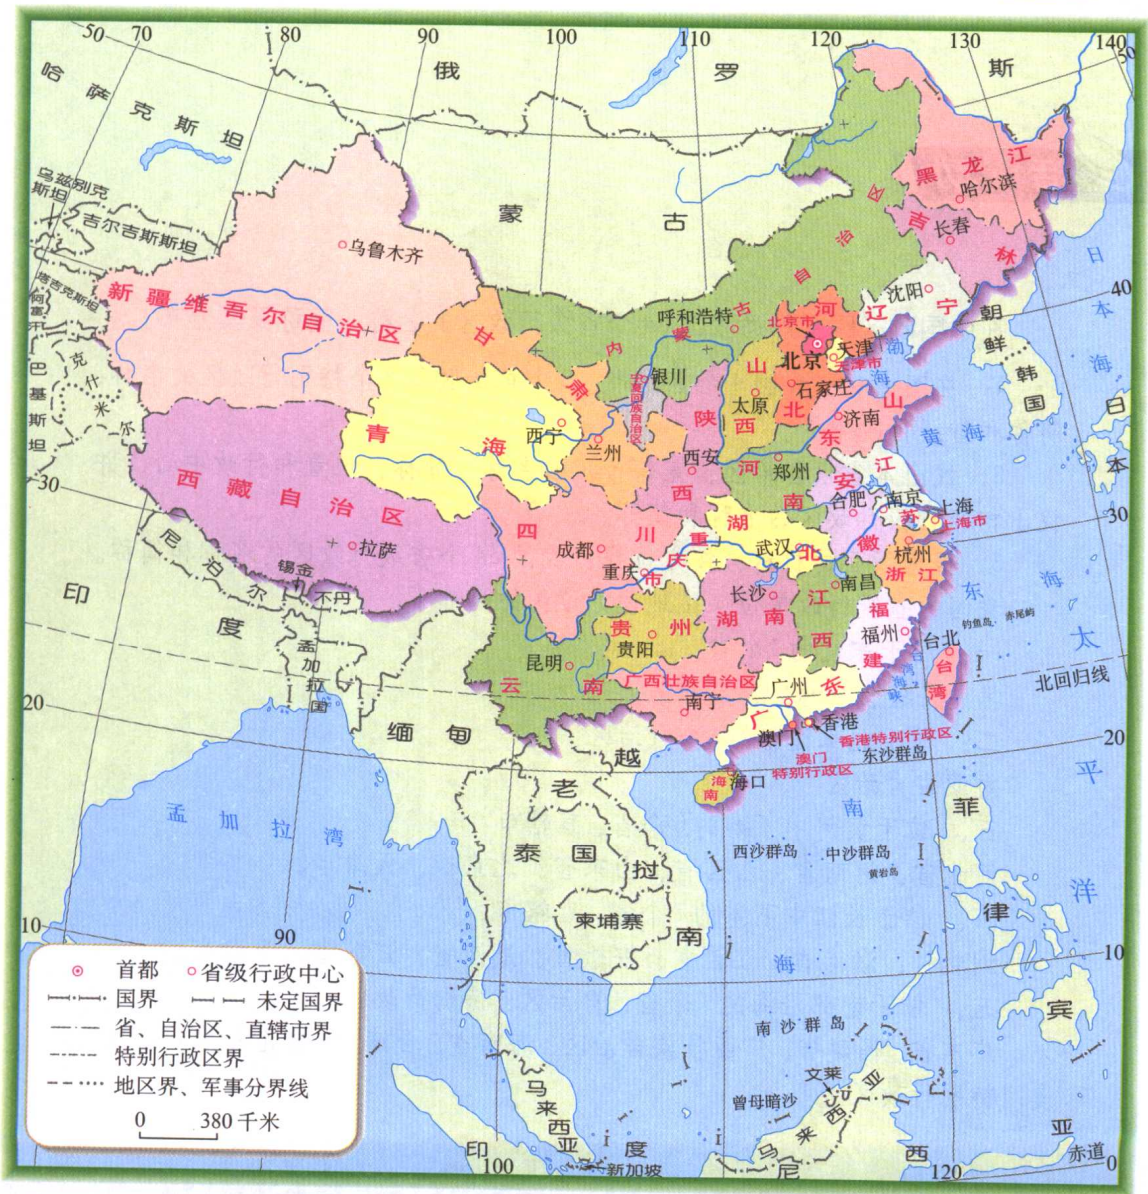 50
70
80
90
100
110
120
130
140
50
俄
罗
斯
哈
萨
克
斯
坦
乌兹别克
斯坦
吉尔吉斯斯坦
塔吉克斯坦
巴
基
斯
坦
克
什
米
尔
蒙
古
黑龙江
哈尔滨
吉
林
长春
辽
宁
沈阳
内
蒙
古
自
治
区
呼和浩特
乌鲁木齐
新疆维吾尔自治区
甘
肃
兰州
宁夏回族自治区
银川
北京市
北京
天津
天津市
河
北
石家庄
山
西
太原
山
东
济南
陕
西
西安
河
南
郑州
青
海
西宁
西藏自治区
拉萨
四
川
成都
重
庆
市
重庆
湖
北
武汉
安
徽
合肥
江
苏
南京
上海
上海市
杭州
浙江
湖
南
长沙
江
西
南昌
福
建
福州
贵
州
贵阳
云
南
昆明
广西壮族自治区
南宁
广
东
广州
香港
香港特别行政区
澳门
澳门
特别行政区
海
南
海口
台北
台
湾
台湾海峡
钓鱼岛
赤尾屿
东沙群岛
西沙群岛
中沙群岛
黄岩岛
南沙群岛
曾母暗沙
朝
鲜
韩
国
日
本
日
本
海
渤
海
黄海
东
海
南
海
太
平
洋
北回归线
赤道
40
30
20
10
0
30
20
10
90
100
120
印
度
尼
泊
尔
锡金
不丹
孟
加
拉
国
缅甸
孟加拉湾
老
挝
越
南
泰国
柬埔寨
菲
律
宾
文莱
马
来
西
亚
马
来
西
亚
新加坡
印
度
尼
西
亚
首都
省级行政中心
国界
未定国界
省、自治区、直辖市界
特别行政区界
地区界、军事分界线
0
380千米